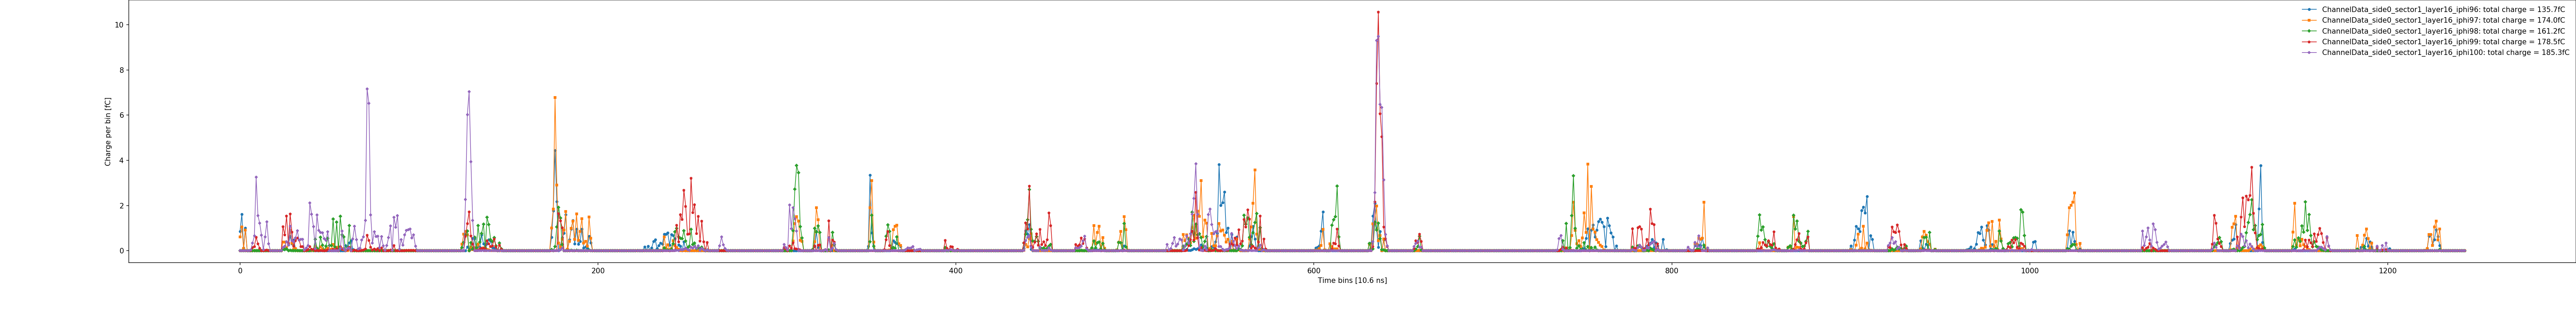 ChannelData_side0_sector1_layer16_iphi96: total charge = 135.7fC
ChannelData_side0_sector1_layer16_iphi97: total charge = 174.0fC
ChannelData_side0_sector1_layer16_iphi98: total charge = 161.2fC
ChannelData_side0_sector1_layer16_iphi99: total charge = 178.5fC
ChannelData_side0_sector1_layer16_iphi100: total charge = 185.3fC
Charge per bin [fC]
10
8
6
4
2
0
0 200 400 600 800 1000 1200
Time bins [10.6 ns]